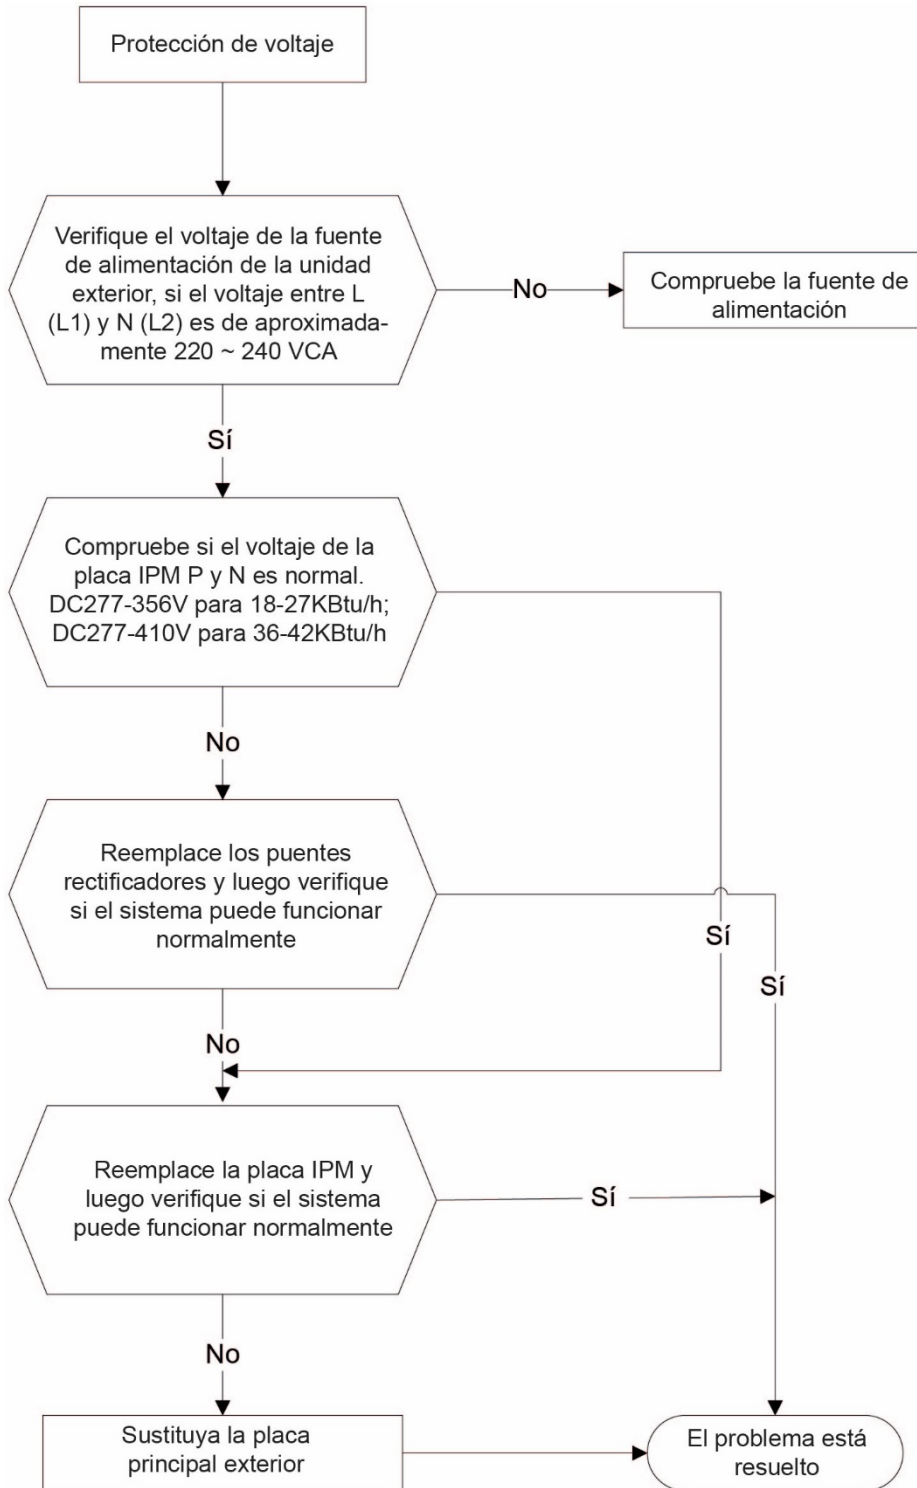 Protección de voltaje
Verifique el voltaje de la fuente
de alimentación de la unidad
exterior, si el voltaje entre L
(L1) y N (L2) es de aproximada-
mente 220 ~ 240 VCA
No
Compruebe la fuente de
alimentación
Sí
Compruebe si el voltaje de la
placa IPM P y N es normal.
DC277-356V para 18-27KBtu/h;
DC277-410V para 36-42KBtu/h
No
Reemplace los puentes
rectificadores y luego verifique
si el sistema puede funcionar
normalmente
Sí
Sí
No
Reemplace la placa IPM y
luego verifique si el sistema
puede funcionar normalmente
Sí
No
Sustituya la placa
principal exterior
El problema está
resuelto